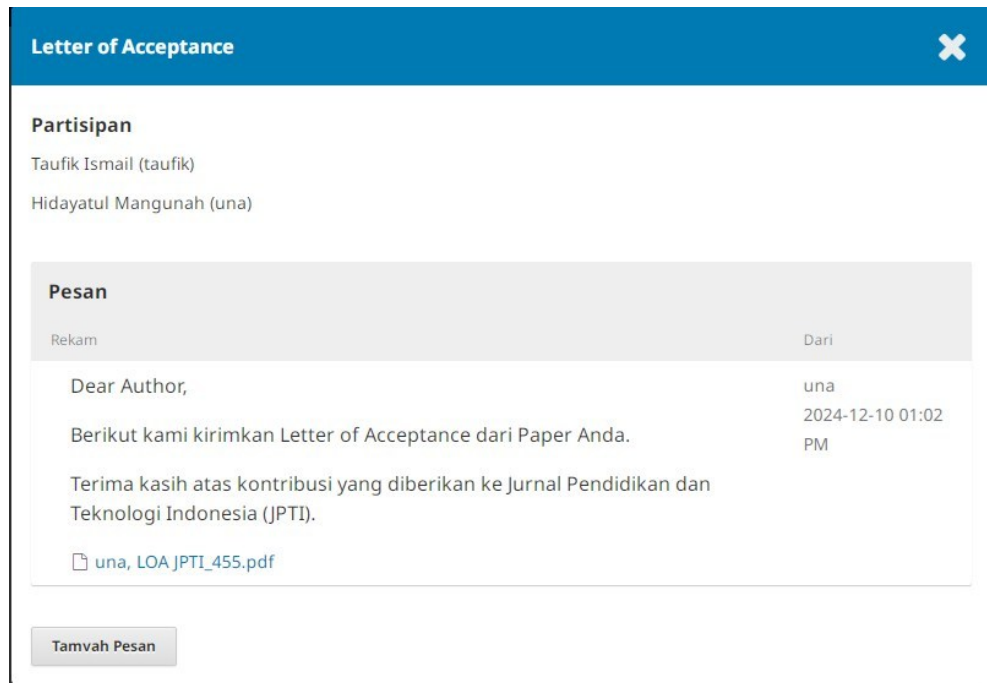 Letter of Acceptance
Partisipan
Taufik Ismail (taufik)
Hidayatul Mangunah (una)
Pesan
Rekam
Dari
Dear Author,
una
2024-12-10 01:02
PM
Berikut kami kirimkan Letter of Acceptance dari Paper Anda.
Terima kasih atas kontribusi yang diberikan ke Jurnal Pendidikan dan
Teknologi Indonesia (JPTI).
una, LOA JPTI_455.pdf
Tamvah Pesan